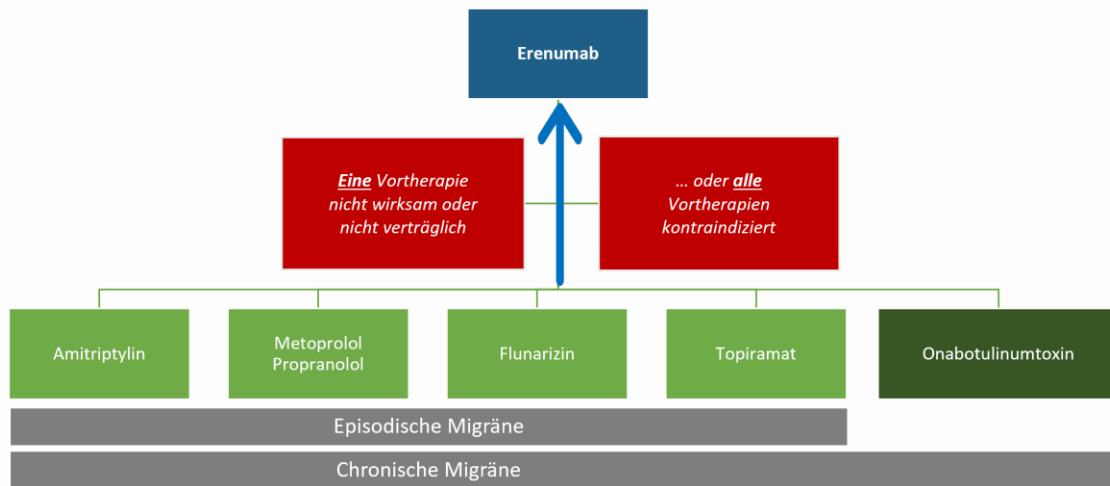 Erenumab
Eine Vortherapie
nicht wirksam oder
nicht verträglich
... oder alle
Vortherapien
kontraindiziert
Amitriptylin
Metoprolol
Propranolol
Flunarizin
Topiramat
Onabotulinumtoxin
Episodische Migräne
Chronische Migräne